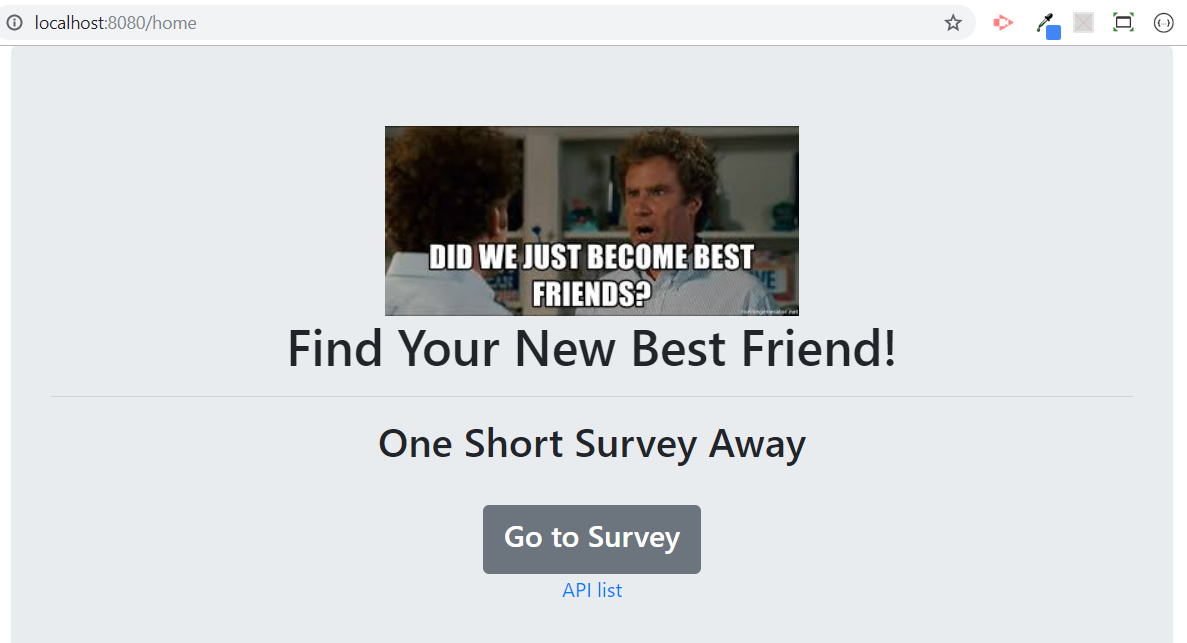 localhost:8080/home
DID WE JUST BECOME BEST
FRIENDS?
Find Your New Best Friend!
One Short Survey Away
Go to Survey
API list